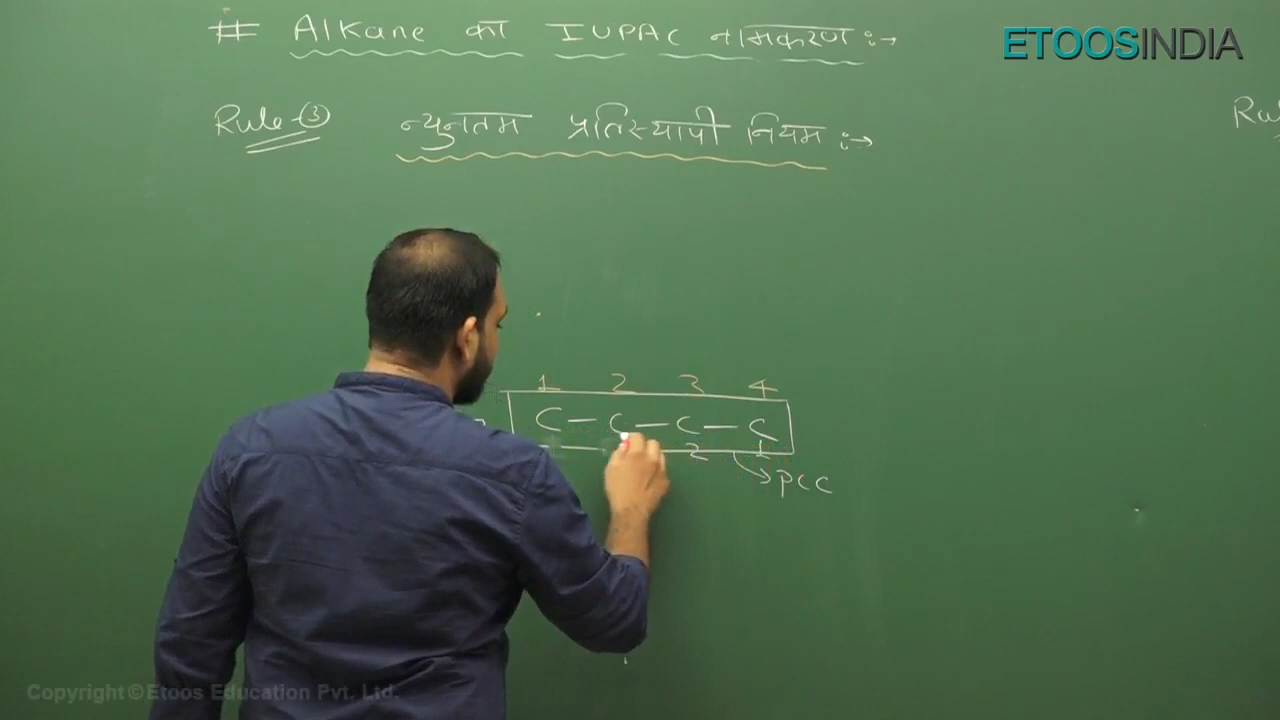 # Alkane का IUPAC नामकरण :→
ETOOSINDIA
Rule-③ न्युनतम प्रतिस्थापी नियम :→
1 2 3 4
C - C - C - C
2 1
PCC
Copyright©Etoos Education Pvt. Ltd.